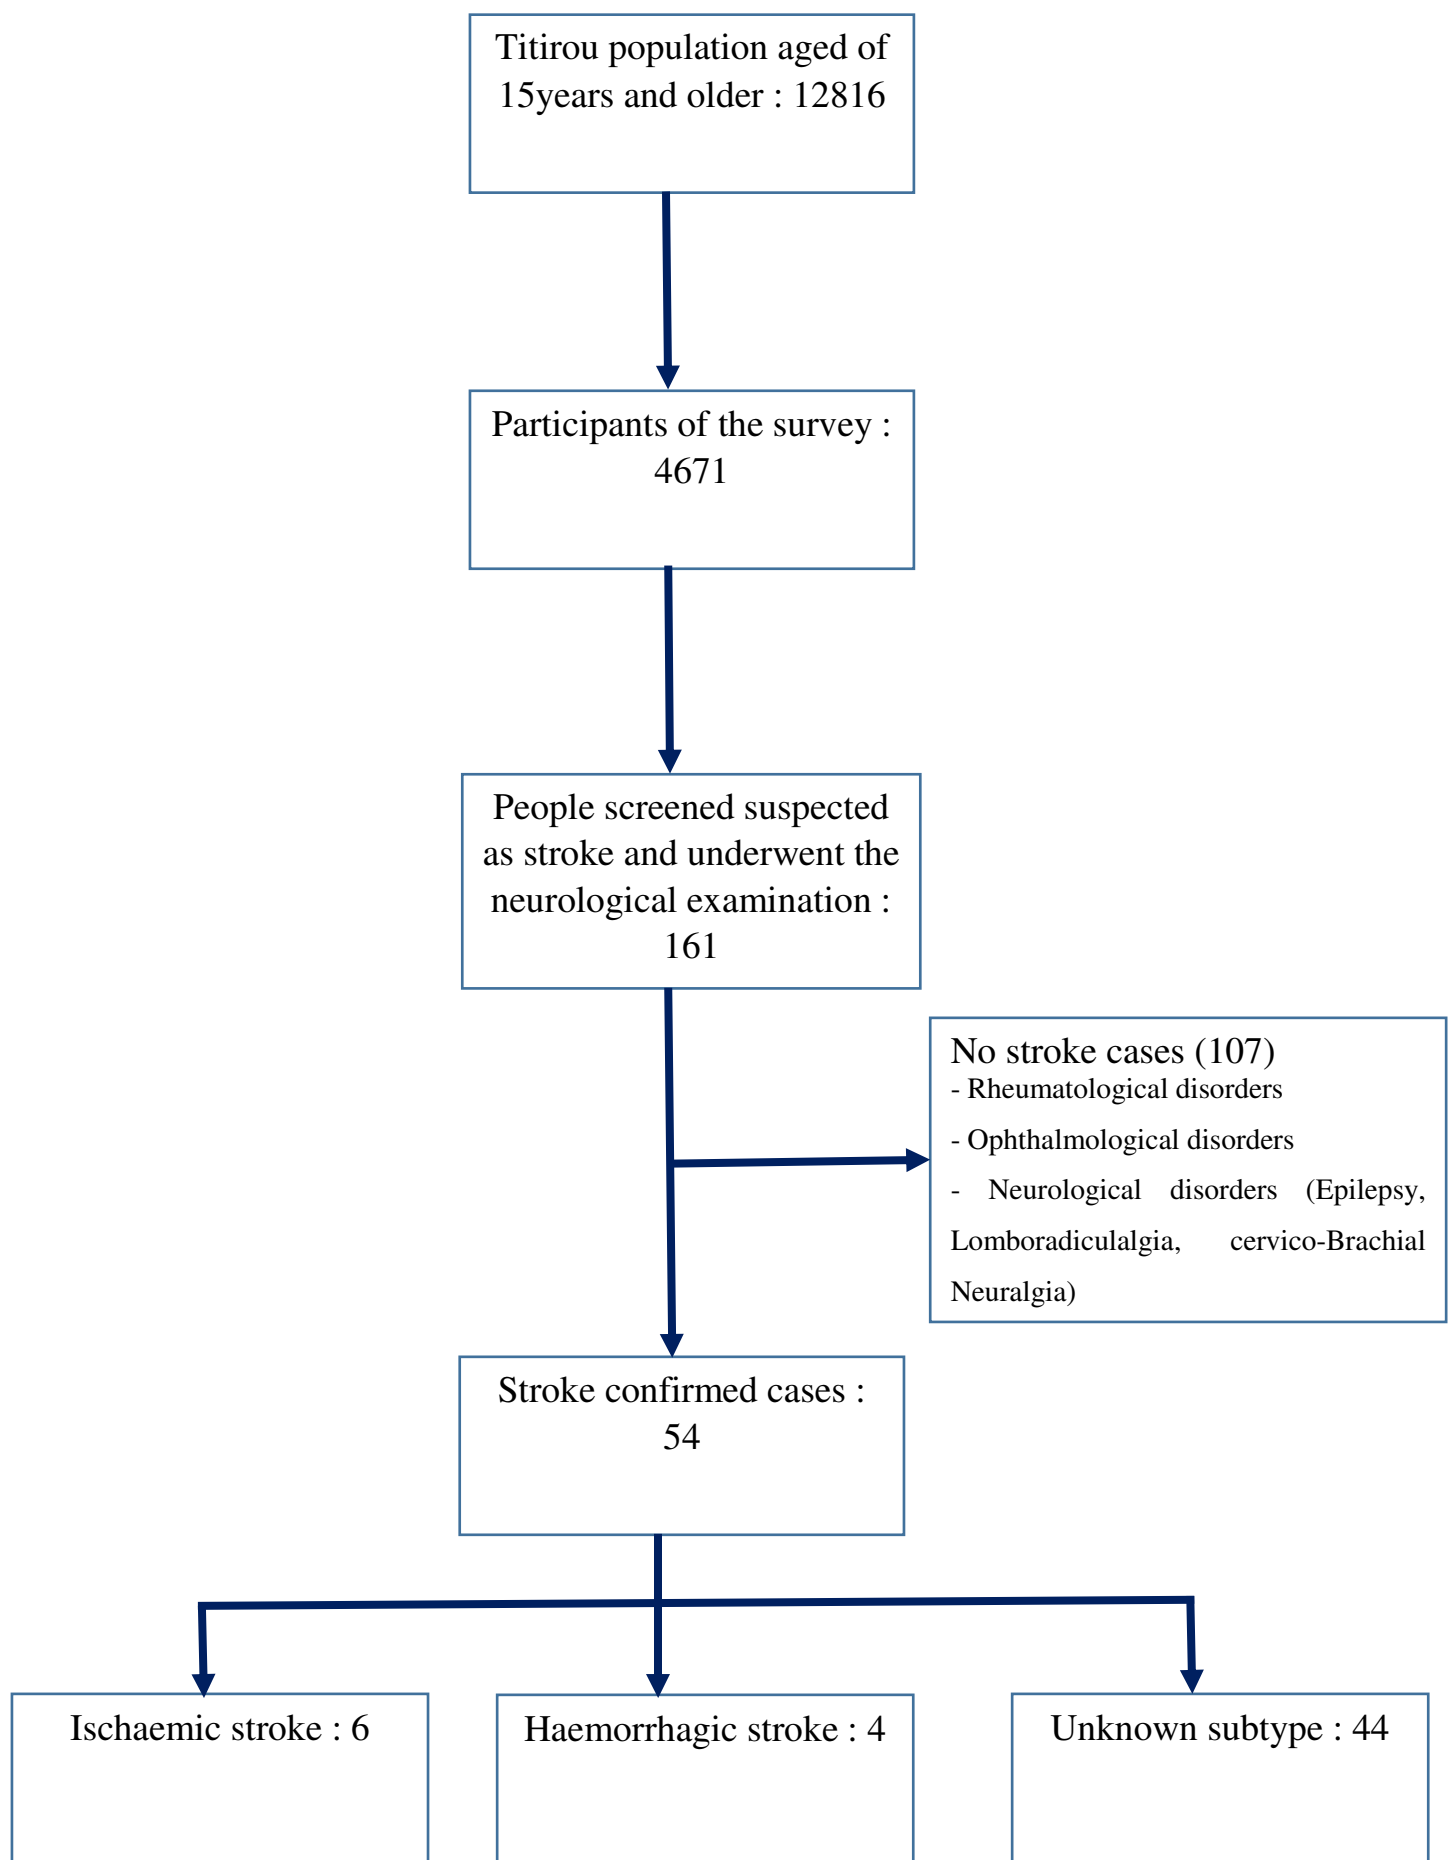 Titirou population aged of
15years and older : 12816
Participants of the survey :
4671
People screened suspected
as stroke and underwent the
neurological examination :
161
No stroke cases (107)
- Rheumatological disorders
- Ophthalmological disorders
- Neurological disorders (Epilepsy,
Lomboradiculalgia, cervico-Brachial
Neuralgia)
Stroke confirmed cases :
54
Ischaemic stroke : 6
Haemorrhagic stroke : 4
Unknown subtype : 44